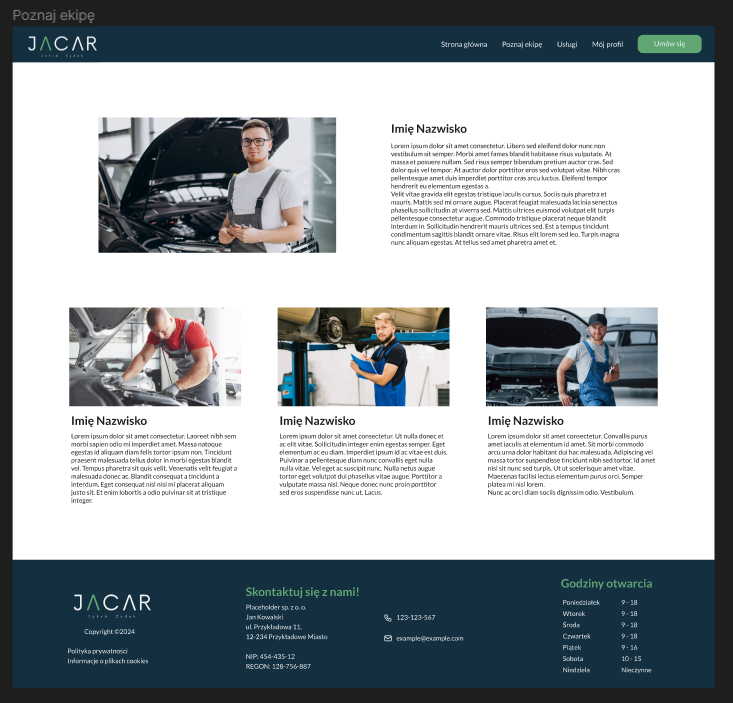 Poznaj ekipę
JACAR
Strona główna
Poznaj ekipę
Usługi
Mój profil
Umów się
Imię Nazwisko
Lorem ipsum dolor sit amet consectetur. Libero sed eleifend dolor nunc non
vestibulum sit semper. Morbi amet fames blandit habitasse risus vulputate. At
massa et posuere nullam. Sed risus semper bibendum pretium auctor cras. Sed
dolor quis vel tempor. At auctor dolor porttitor eros sed volutpat vitae. Nibh cras
pellentesque amet duis imperdiet porttitor cras arcu luctus. Eleifend tempor
hendrerit eu elementum egestas a.
Velit vitae gravida elit egestas tristique iaculis cursus. Sociis quis pharetra et
mauris. Mattis sed mi ornare augue. Placerat feugiat malesuada lacinia senectus
phasellus sollicitudin at viverra sed. Mattis ultrices euismod volutpat elit turpis
pellentesque consectetur augue. Commodo tristique placerat neque blandit
interdum in. Sollicitudin hendrerit mauris ultrices sed. Est a tempus tincidunt
condimentum sagittis blandit ornare vitae. Risus elit lorem sed leo. Turpis magna
nunc aliquam egestas. At tellus sed amet pharetra amet et.
Imię Nazwisko
Lorem ipsum dolor sit amet consectetur. Laoreet nibh sem
morbi sapien odio mi imperdiet amet. Massa natoque
egestas id aliquam diam felis tortor ipsum non. Tincidunt
praesent malesuada tellus dolor in morbi egestas blandit
vel. Tempus pharetra sit quis velit. Venenatis velit feugiat a
malesuada donec ac. Blandit consequat a tincidunt a
interdum. Eget consequat nisl nisi mi placerat aliquam
justo sit. Et enim lobortis a odio pulvinar sit at tristique
integer.
Imię Nazwisko
Lorem ipsum dolor sit amet consectetur. Ut nulla donec et
ac elit vitae. Sollicitudin integer enim egestas semper. Eget
elementum ac eu diam. Imperdiet ipsum id ac vitae est duis.
Pulvinar a pellentesque diam nunc convallis eget nulla
nulla vitae. Vel eget ac suscipit nunc. Nulla netus augue
tortor eget volutpat dui phasellus vitae augue. Porttitor a
vulputate massa nisl. Neque donec nunc proin porttitor
sed eros suspendisse nunc ut. Lacus.
Imię Nazwisko
Lorem ipsum dolor sit amet consectetur. Convallis purus
amet iaculis at elementum id amet. Sit morbi commodo
arcu urna dolor habitant dui hac malesuada. Adipiscing vel
massa tortor suspendisse tincidunt nibh sed tortor. Id amet
nisl sit nunc sed turpis. Ut ut scelerisque amet vitae.
Maecenas facilisi lectus elementum purus orci. Semper
platea mi nisl lorem.
Nunc ac orci diam sociis dignissim odio. Vestibulum.
JACAR
Copyright ©2024
Polityka prywatności
Informacje o plikach cookies
Skontaktuj się z nami!
Placeholder sp. z o. o.
Jan Kowalski
ul. Przykładowa 11,
12-234 Przykładowe Miasto
NIP: 454-435-12
REGON: 128-756-887
123-123-567
example@example.com
Godziny otwarcia
Poniedziałek 9 - 18
Wtorek 9 - 18
Środa 9 - 18
Czwartek 9 - 18
Piątek 9 - 16
Sobota 10 - 15
Niedziela Nieczynne